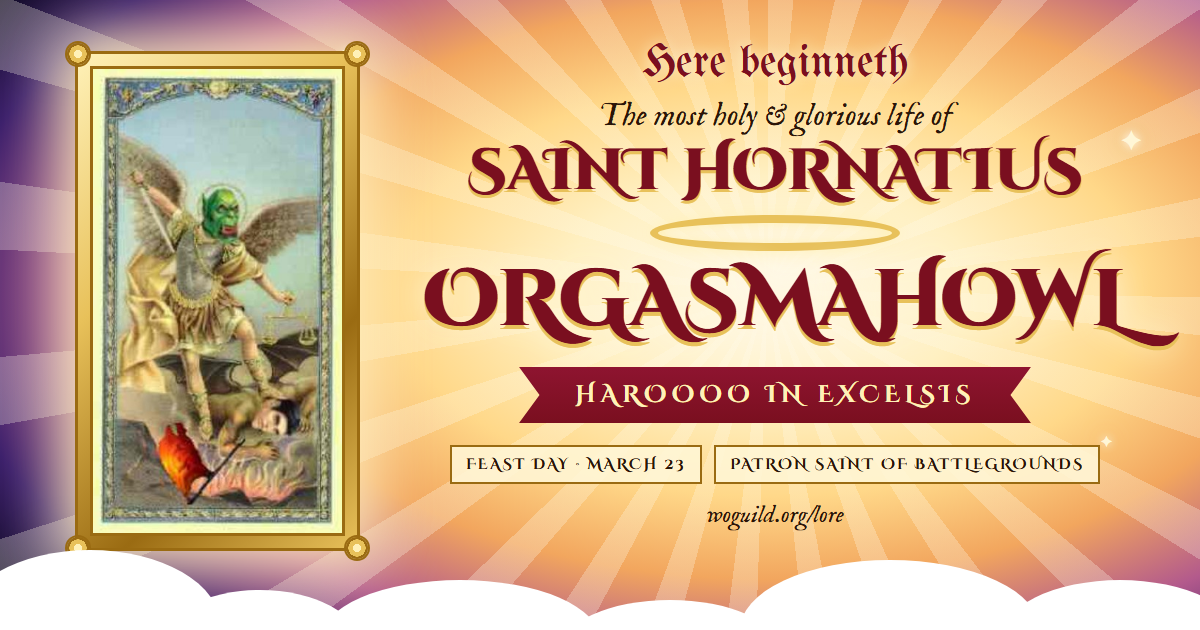 Here beginneth
The most holy & glorious life of
SAINT HORNATIUS
ORGASMAHOWL
HAROOOO IN EXCELSIS
FEAST DAY · MARCH 23
PATRON SAINT OF BATTLEGROUNDS
woguild.org/lore